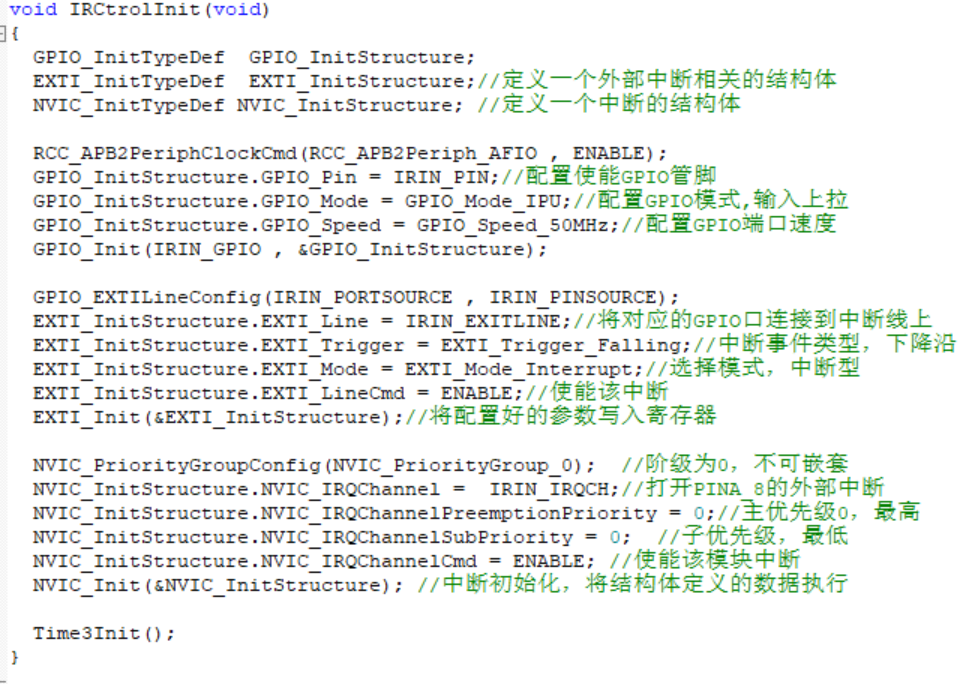 void IRCtrolInit(void)
{
GPIO_InitTypeDef  GPIO_InitStructure;
EXTI_InitTypeDef  EXTI_InitStructure;//定义一个外部中断相关的结构体
NVIC_InitTypeDef NVIC_InitStructure; //定义一个中断的结构体
RCC_APB2PeriphClockCmd(RCC_APB2Periph_AFIO , ENABLE);
GPIO_InitStructure.GPIO_Pin = IRIN_PIN;//配置使能GPIO管脚
GPIO_InitStructure.GPIO_Mode = GPIO_Mode_IPU;//配置GPIO模式,输入上拉
GPIO_InitStructure.GPIO_Speed = GPIO_Speed_50MHz;//配置GPIO端口速度
GPIO_Init(IRIN_GPIO , &GPIO_InitStructure);
GPIO_EXTILineConfig(IRIN_PORTSOURCE , IRIN_PINSOURCE);
EXTI_InitStructure.EXTI_Line = IRIN_EXITLINE;//将对应的GPIO口连接到中断线上
EXTI_InitStructure.EXTI_Trigger = EXTI_Trigger_Falling;//中断事件类型，下降沿
EXTI_InitStructure.EXTI_Mode = EXTI_Mode_Interrupt;//选择模式，中断型
EXTI_InitStructure.EXTI_LineCmd = ENABLE;//使能该中断
EXTI_Init(&EXTI_InitStructure);//将配置好的参数写入寄存器
NVIC_PriorityGroupConfig(NVIC_PriorityGroup_0);  //阶级为0，不可嵌套
NVIC_InitStructure.NVIC_IRQChannel =  IRIN_IRQCH;//打开PINA_8的外部中断
NVIC_InitStructure.NVIC_IRQChannelPreemptionPriority = 0;//主优先级0，最高
NVIC_InitStructure.NVIC_IRQChannelSubPriority = 0;  //子优先级，最低
NVIC_InitStructure.NVIC_IRQChannelCmd = ENABLE; //使能该模块中断
NVIC_Init(&NVIC_InitStructure); //中断初始化，将结构体定义的数据执行
Time3Init();
}